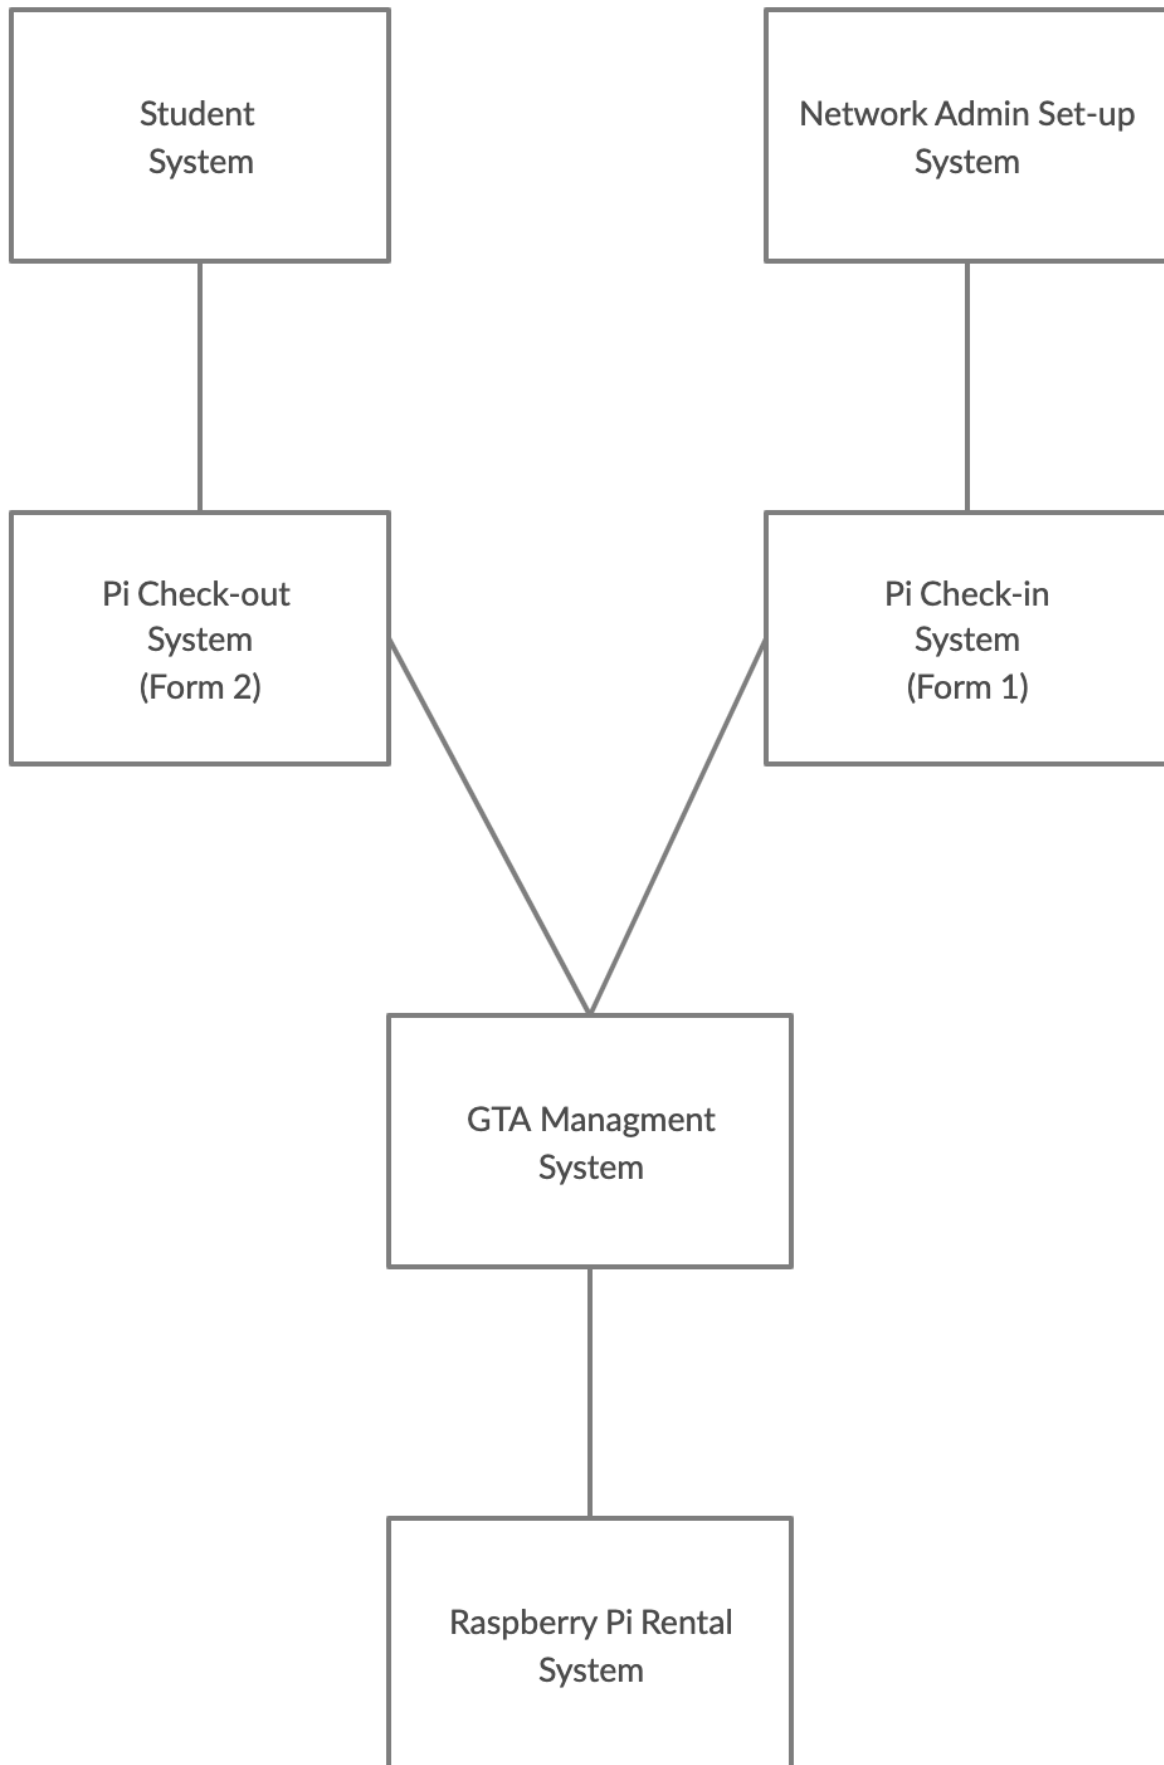 Student
System
Network Admin Set-up
System
Pi Check-out
System
(Form 2)
Pi Check-in
System
(Form 1)
GTA Managment
System
Raspberry Pi Rental
System